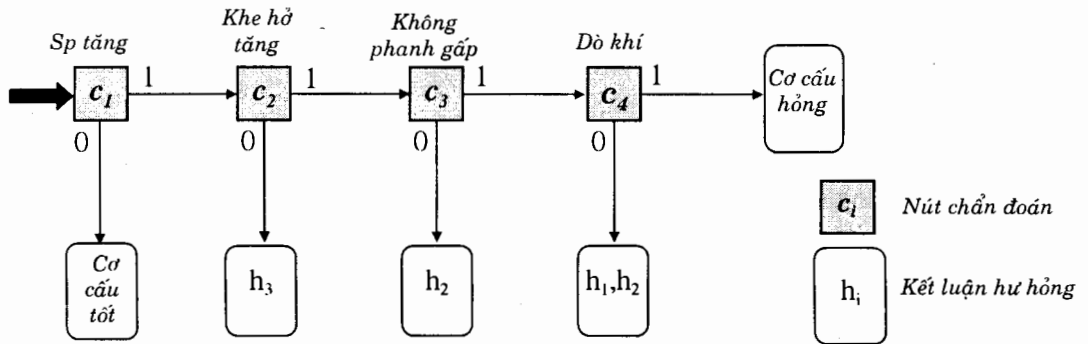 Sp tăng
Khe hở
tăng
Không
phanh gấp
Dò khí
c1
1
c2
1
c3
1
c4
1
Cơ cấu
hỏng
0
0
0
0
Cơ
cấu
tốt
h3
h2
h1,h2
ci
Nút chẩn đoán
hi
Kết luận hư hỏng